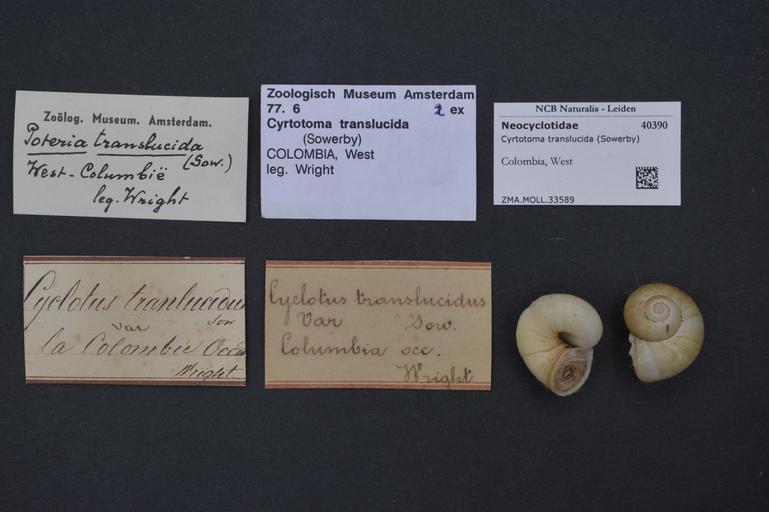 Zoölog. Museum. Amsterdam.
Poteria translucida
(Sow.)
West-Columbië
leg. Wright
Zoologisch Museum Amsterdam
77. 6 2 ex
Cyrtotoma translucida
(Sowerby)
COLOMBIA, West
leg. Wright
NCB Naturalis - Leiden
Neocyclotidae 40390
Cyrtotoma translucida (Sowerby)
Colombia, West
ZMA.MOLL.33589
Cyclotus tranlucidus
var Sow
la Colombie Occ
Wright
Cyclotus translucidus
Var Sow.
Columbia occ.
Wright